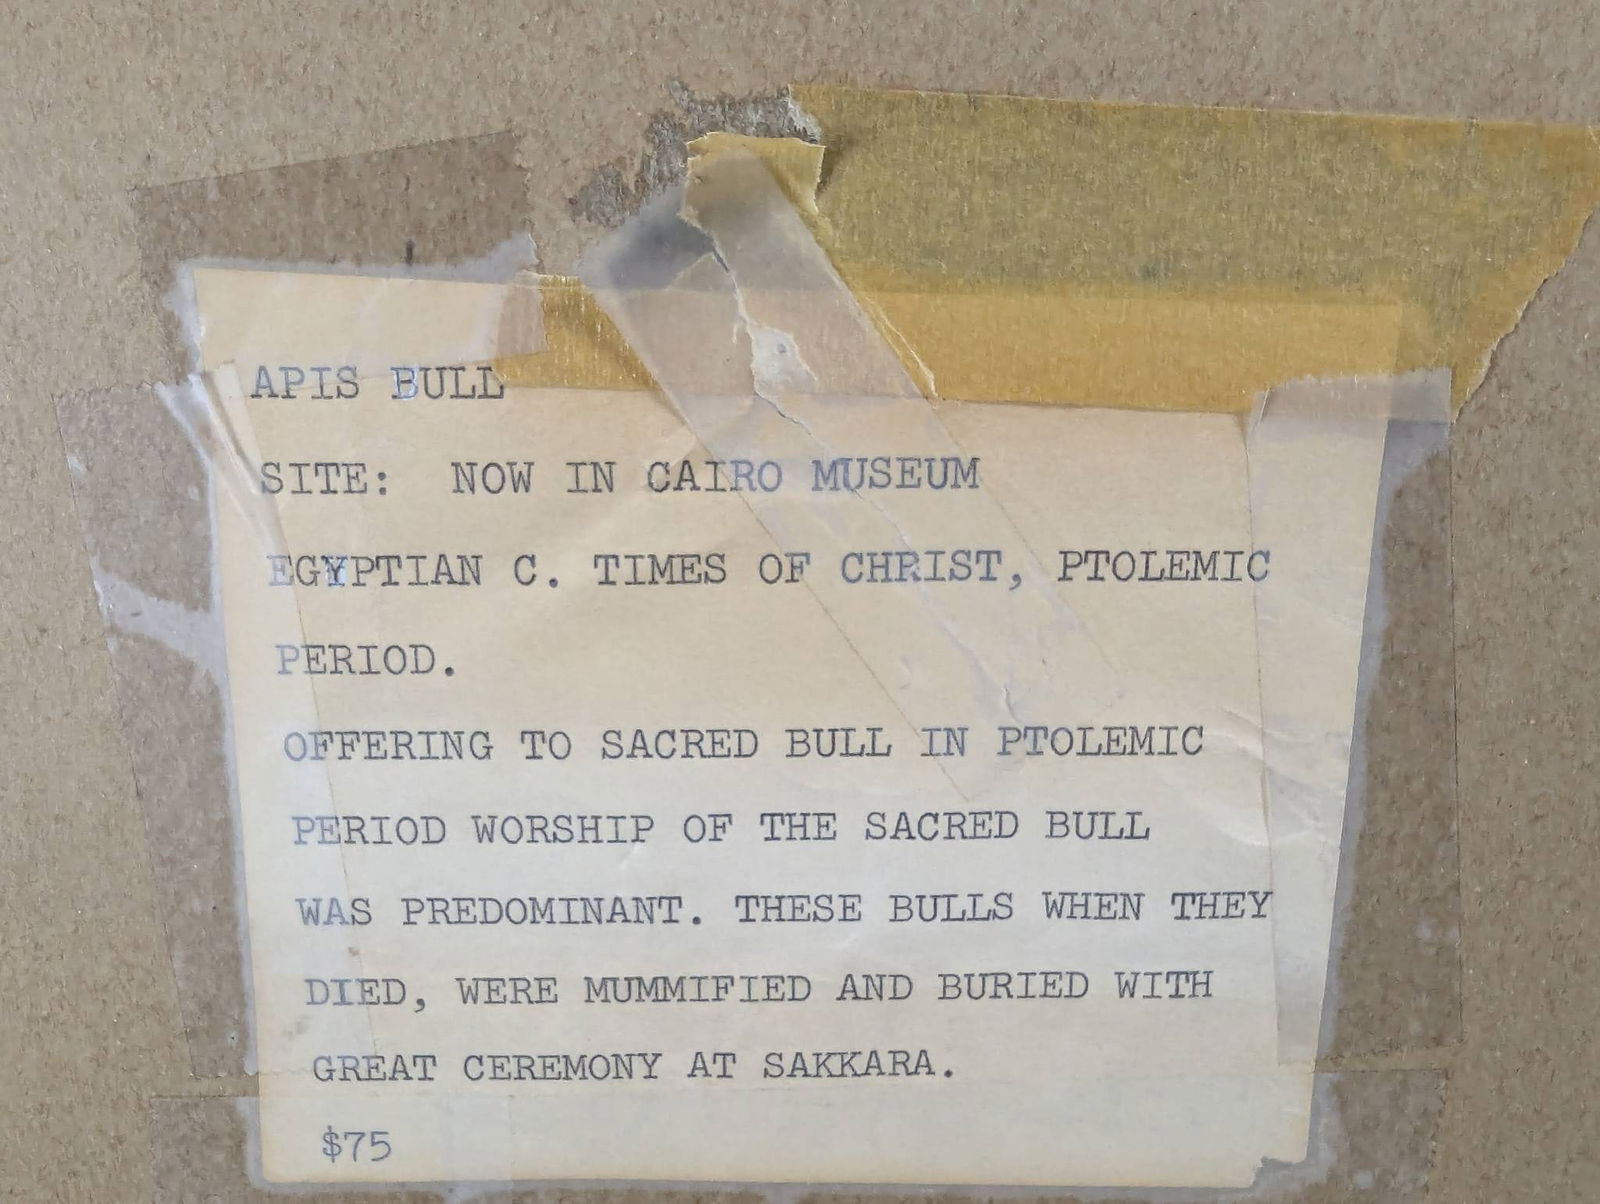 APIS BULL
SITE:  NOW IN CAIRO MUSEUM
EGYPTIAN C. TIMES OF CHRIST, PTOLEMIC
PERIOD.
OFFERING TO SACRED BULL IN PTOLEMIC
PERIOD WORSHIP OF THE SACRED BULL
WAS PREDOMINANT. THESE BULLS WHEN THEY
DIED, WERE MUMMIFIED AND BURIED WITH
GREAT CEREMONY AT SAKKARA.
$75